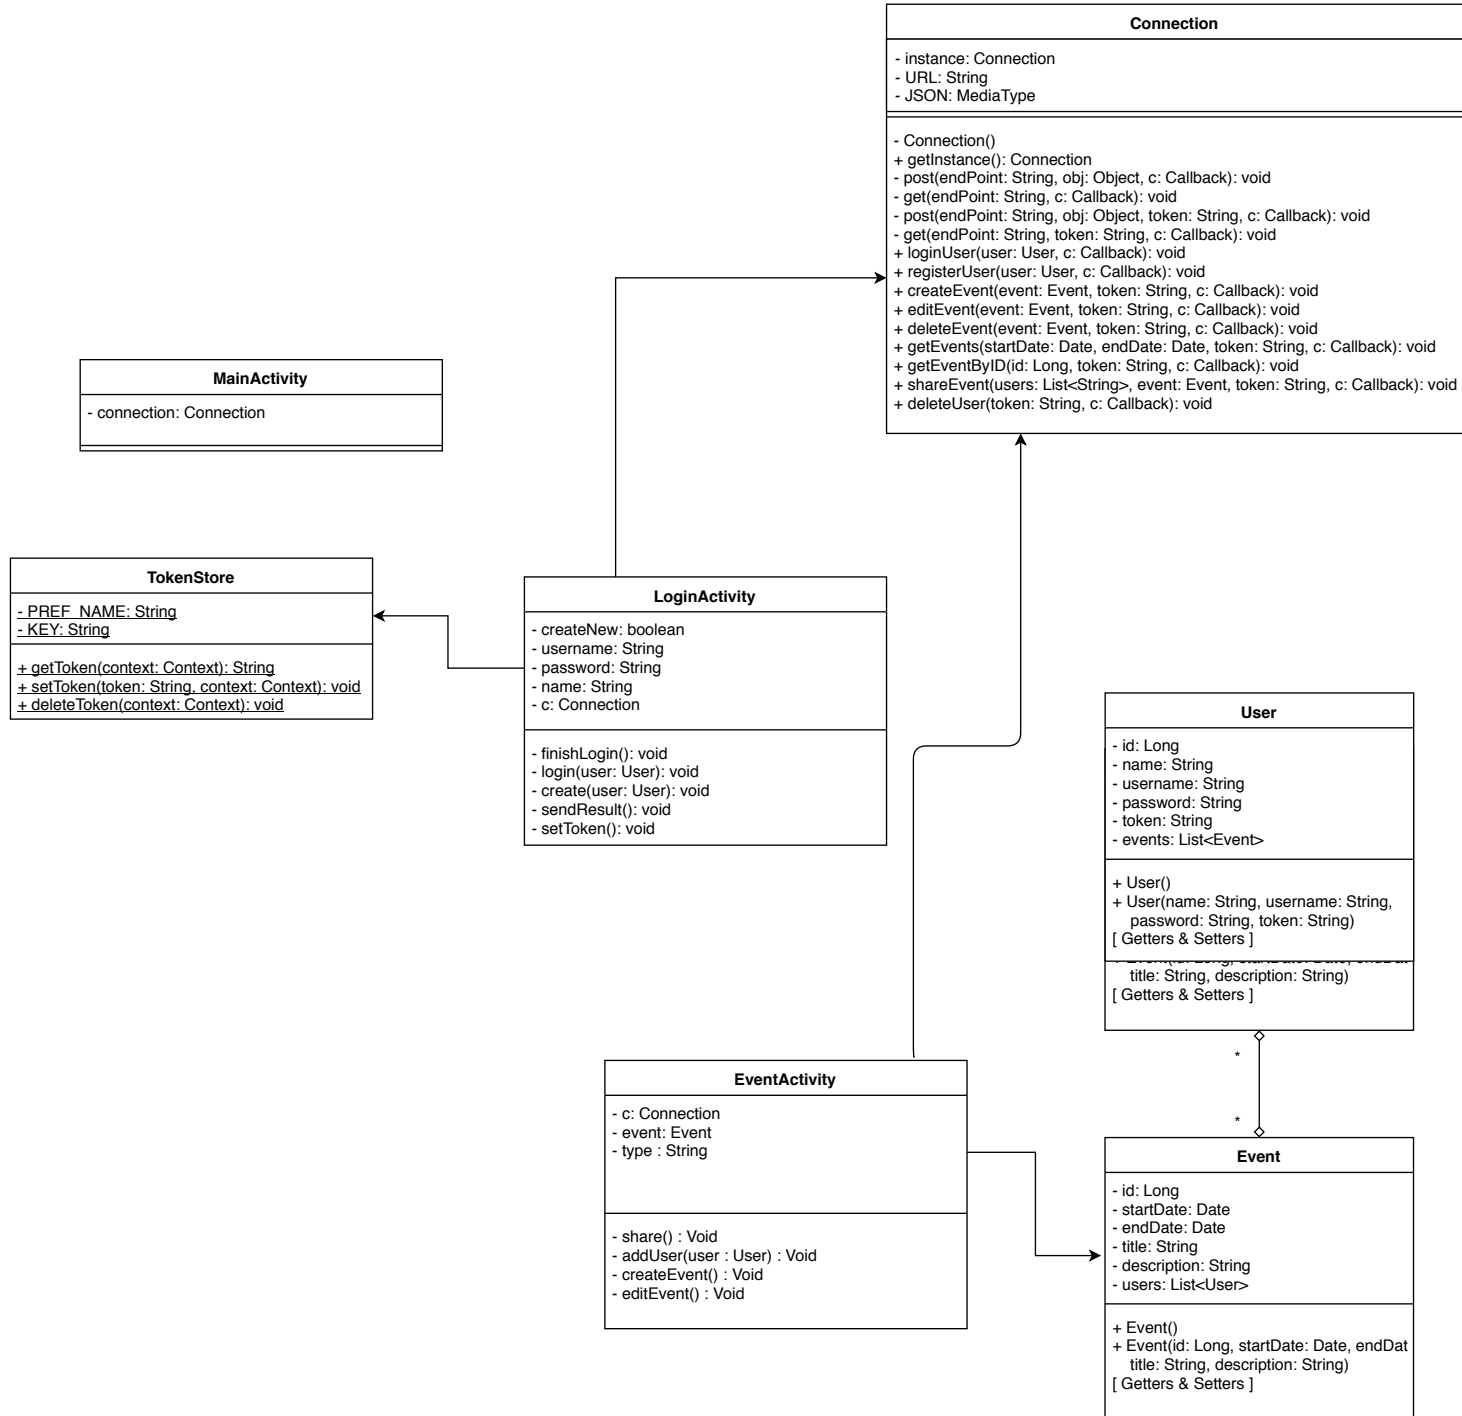 Connection
- instance: Connection
- URL: String
- JSON: MediaType
- Connection()
+ getInstance(): Connection
- post(endPoint: String, obj: Object, c: Callback): void
- get(endPoint: String, c: Callback): void
- post(endPoint: String, obj: Object, token: String, c: Callback): void
- get(endPoint: String, token: String, c: Callback): void
+ loginUser(user: User, c: Callback): void
+ registerUser(user: User, c: Callback): void
+ createEvent(event: Event, token: String, c: Callback): void
+ editEvent(event: Event, token: String, c: Callback): void
+ deleteEvent(event: Event, token: String, c: Callback): void
+ getEvents(startDate: Date, endDate: Date, token: String, c: Callback): void
+ getEventByID(id: Long, token: String, c: Callback): void
+ shareEvent(users: List<String>, event: Event, token: String, c: Callback): void
+ deleteUser(token: String, c: Callback): void
MainActivity
- connection: Connection
TokenStore
- PREF_NAME: String
- KEY: String
+ getToken(context: Context): String
+ setToken(token: String, context: Context): void
+ deleteToken(context: Context): void
LoginActivity
- createNew: boolean
- username: String
- password: String
- name: String
- c: Connection
- finishLogin(): void
- login(user: User): void
- create(user: User): void
- sendResult(): void
- setToken(): void
User
- id: Long
- name: String
- username: String
- password: String
- token: String
- events: List<Event>
+ User()
+ User(name: String, username: String,
password: String, token: String)
[ Getters & Setters ]
title: String, description: String)
[ Getters & Setters ]
*
*
EventActivity
- c: Connection
- event: Event
- type : String
- share() : Void
- addUser(user : User) : Void
- createEvent() : Void
- editEvent() : Void
Event
- id: Long
- startDate: Date
- endDate: Date
- title: String
- description: String
- users: List<User>
+ Event()
+ Event(id: Long, startDate: Date, endDat
title: String, description: String)
[ Getters & Setters ]